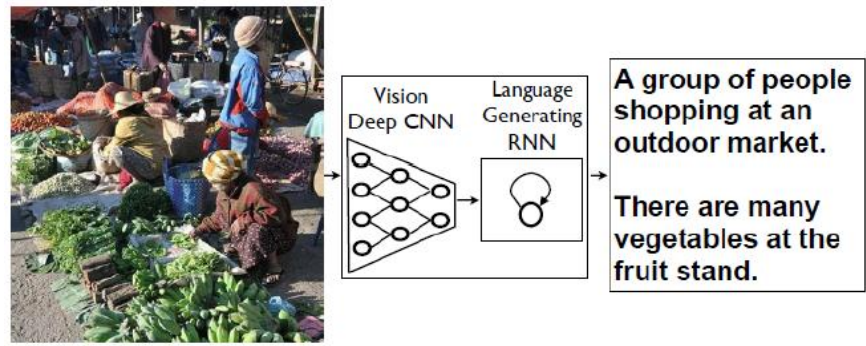 Vision
Deep CNN
Language
Generating
RNN
A group of people
shopping at an
outdoor market.
There are many
vegetables at the
fruit stand.